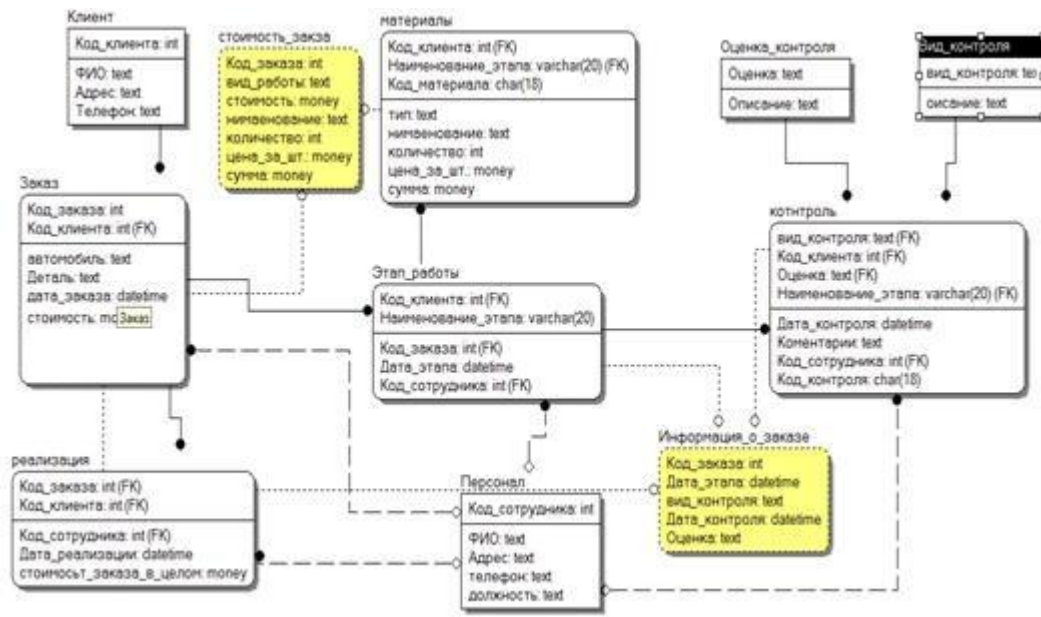 Клиент
Код_клиента: int
ФИО: text
Адрес: text
Телефон: text
стоимость_закза
Код_заказа: int
вид_работы: text
стоимость: money
нимаенование: text
количество: int
цена_за_шт.: money
сумма: money
материалы
Код_клиента: int (FK)
Наименование_этапа: varchar(20) (FK)
Код_материала: char(18)
тип: text
нимаенование: text
количество: int
цена_за_шт.: money
сумма: money
Оценка_контроля
Оценка: text
Описание: text
Вид_контроля
вид_контроля:
оисание: text
Заказ
Код_заказа: int
Код_клиента: int (FK)
автомобиль: text
Деталь: text
дата_заказа: datetime
стоимость: mo
Заказ
Этап_работы
Код_клиента: int (FK)
Наименование_этапа: varchar(20)
Код_заказа: int (FK)
Дата_этапа: datetime
Код_сотрудника: int (FK)
котнтроль
вид_контроля: text (FK)
Код_клиента: int (FK)
Оценка: text (FK)
Наименование_этапа: varchar(20) (FK)
Дата_контроля: datetime
Коментарии: text
Код_сотрудника: int (FK)
Код_контроля: char(18)
реализация
Код_заказа: int (FK)
Код_клиента: int (FK)
Код_сотрудника: int (FK)
Дата_реализации: datetime
стоимосьт_заказа_в_целом: money
Персонал
Код_сотрудника: int
ФИО: text
Адрес: text
телефон: text
должность: text
Информация_о_заказе
Код_заказа: int
Дата_этапа: datetime
вид_контроля: text
Дата_контроля: datetime
Оценка: text